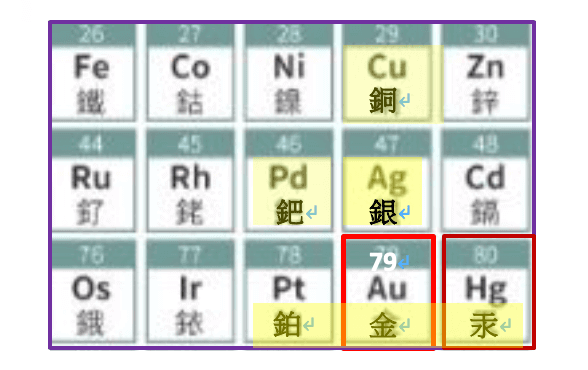 26 27 28 29 30
Fe Co Ni Cu Zn
鐵 鈷 鎳 銅 鋅
44 45 46 47 48
Ru Rh Pd Ag Cd
釕 銠 鈀 銀 鎘
76 77 78 79 80
Os Ir Pt Au Hg
鋨 銥 鉑 金 汞